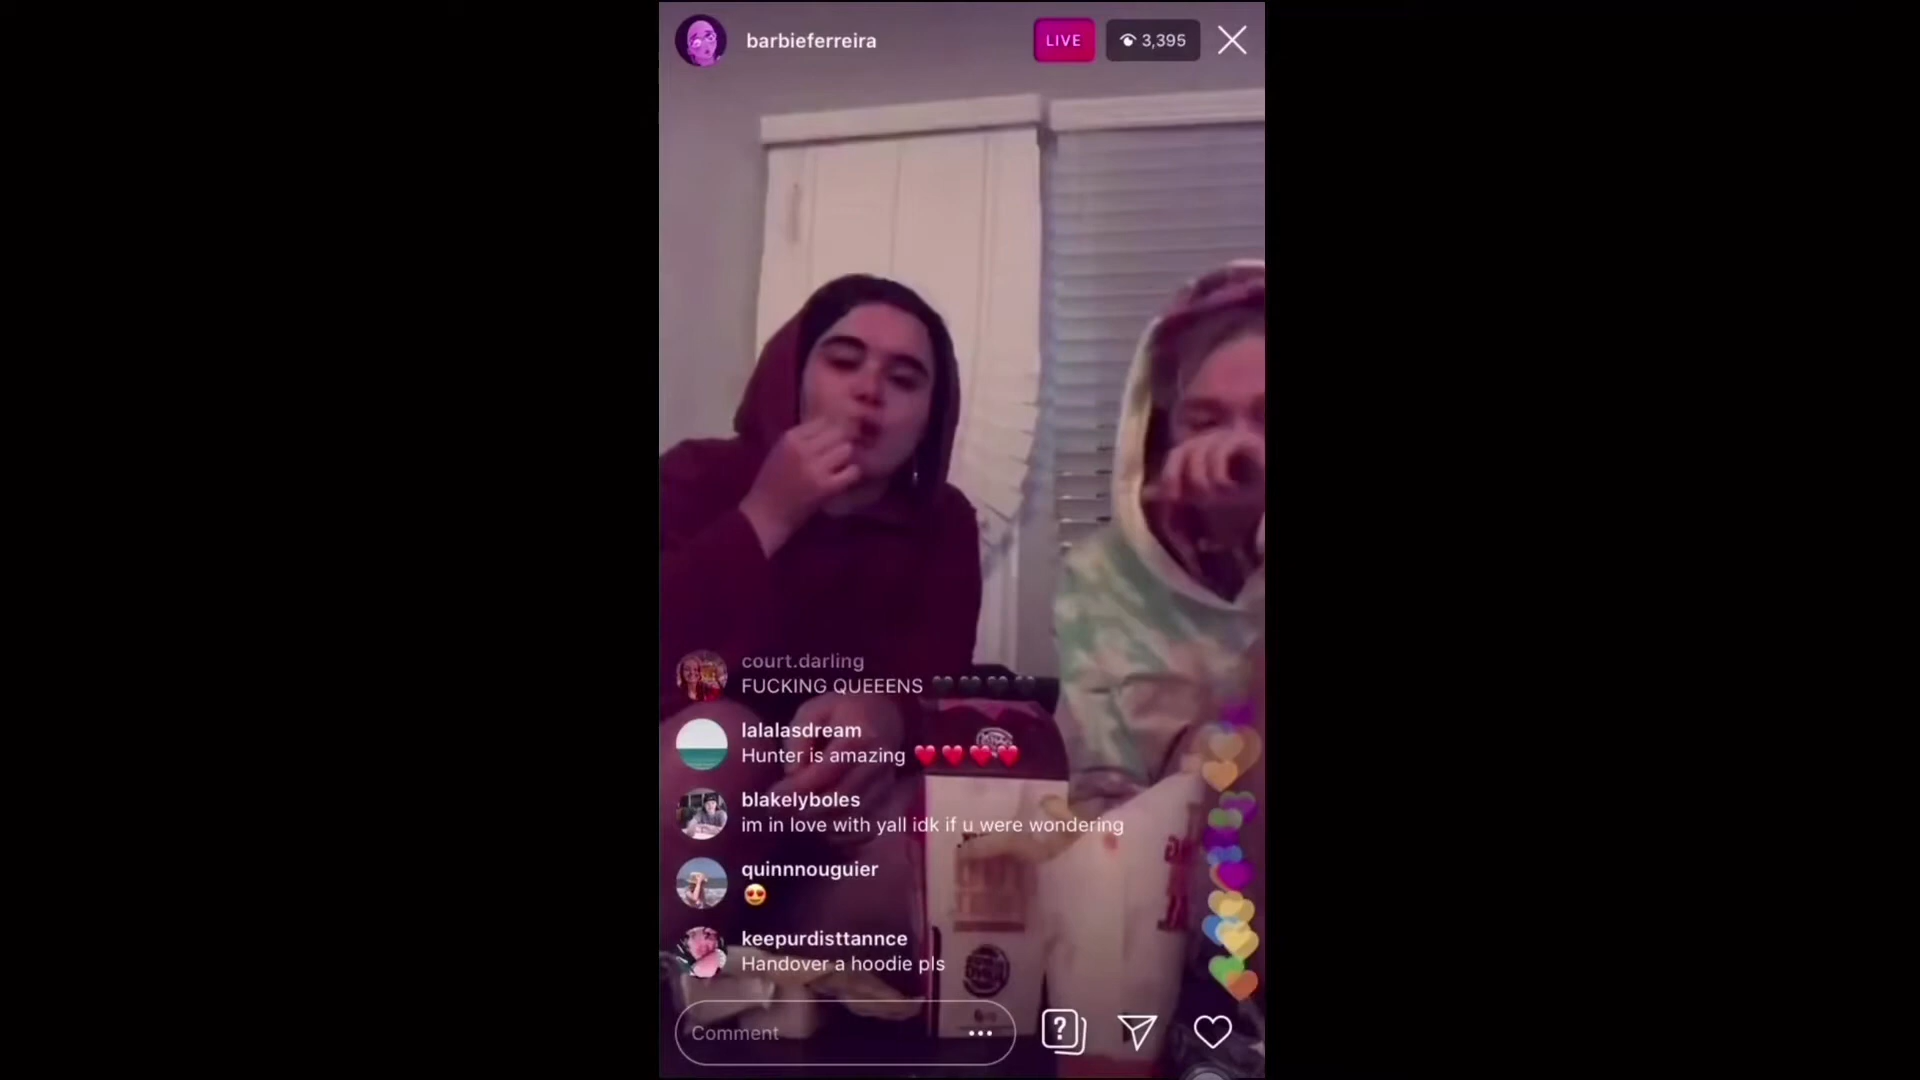 barbieferreira
LIVE
3,395
court.darling
FUCKING QUEEENS 🖤🖤🖤🖤
lalalasdream
Hunter is amazing ❤️❤️❤️❤️
blakelyboles
im in love with yall idk if u were wondering
quinnnouguier
😍
keepurdisttannce
Handover a hoodie pls
Comment